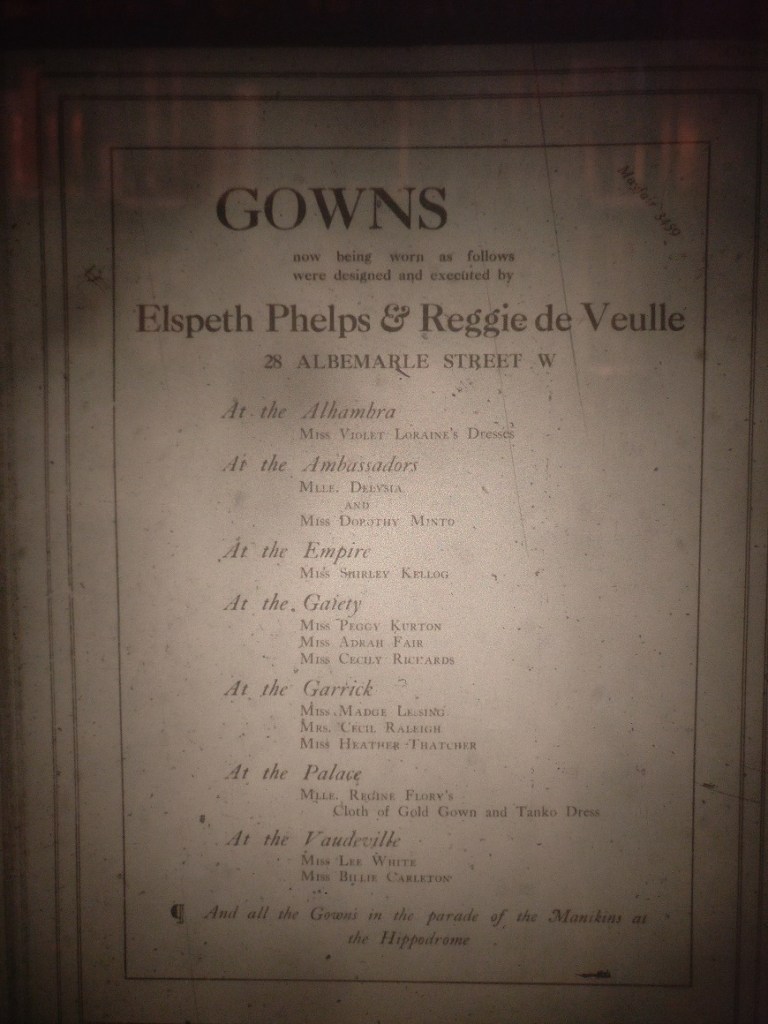 Mayfair 3499
GOWNS
now being worn as follows
were designed and executed by
Elspeth Phelps & Reggie de Veulle
28 ALBEMARLE STREET W
At the Alhambra
MISS VIOLET LORAINE'S DRESSES
At the Ambassadors
MLLE. DELYSIA
AND
MISS DOROTHY MINTO
At the Empire
MISS SHIRLEY KELLOG
At the Gaiety
MISS PEGGY KURTON
MISS ADRAH FAIR
MISS CECILY RICHARDS
At the Garrick
MISS MADGE LESSING
MRS. CECIL RALEIGH
MISS HEATHER THATCHER
At the Palace
MLLE. REGINE FLORY'S
Cloth of Gold Gown and Tanko Dress
At the Vaudeville
MISS LEE WHITE
MISS BILLIE CARLETON
¶ And all the Gowns in the parade of the Manikins at
the Hippodrome